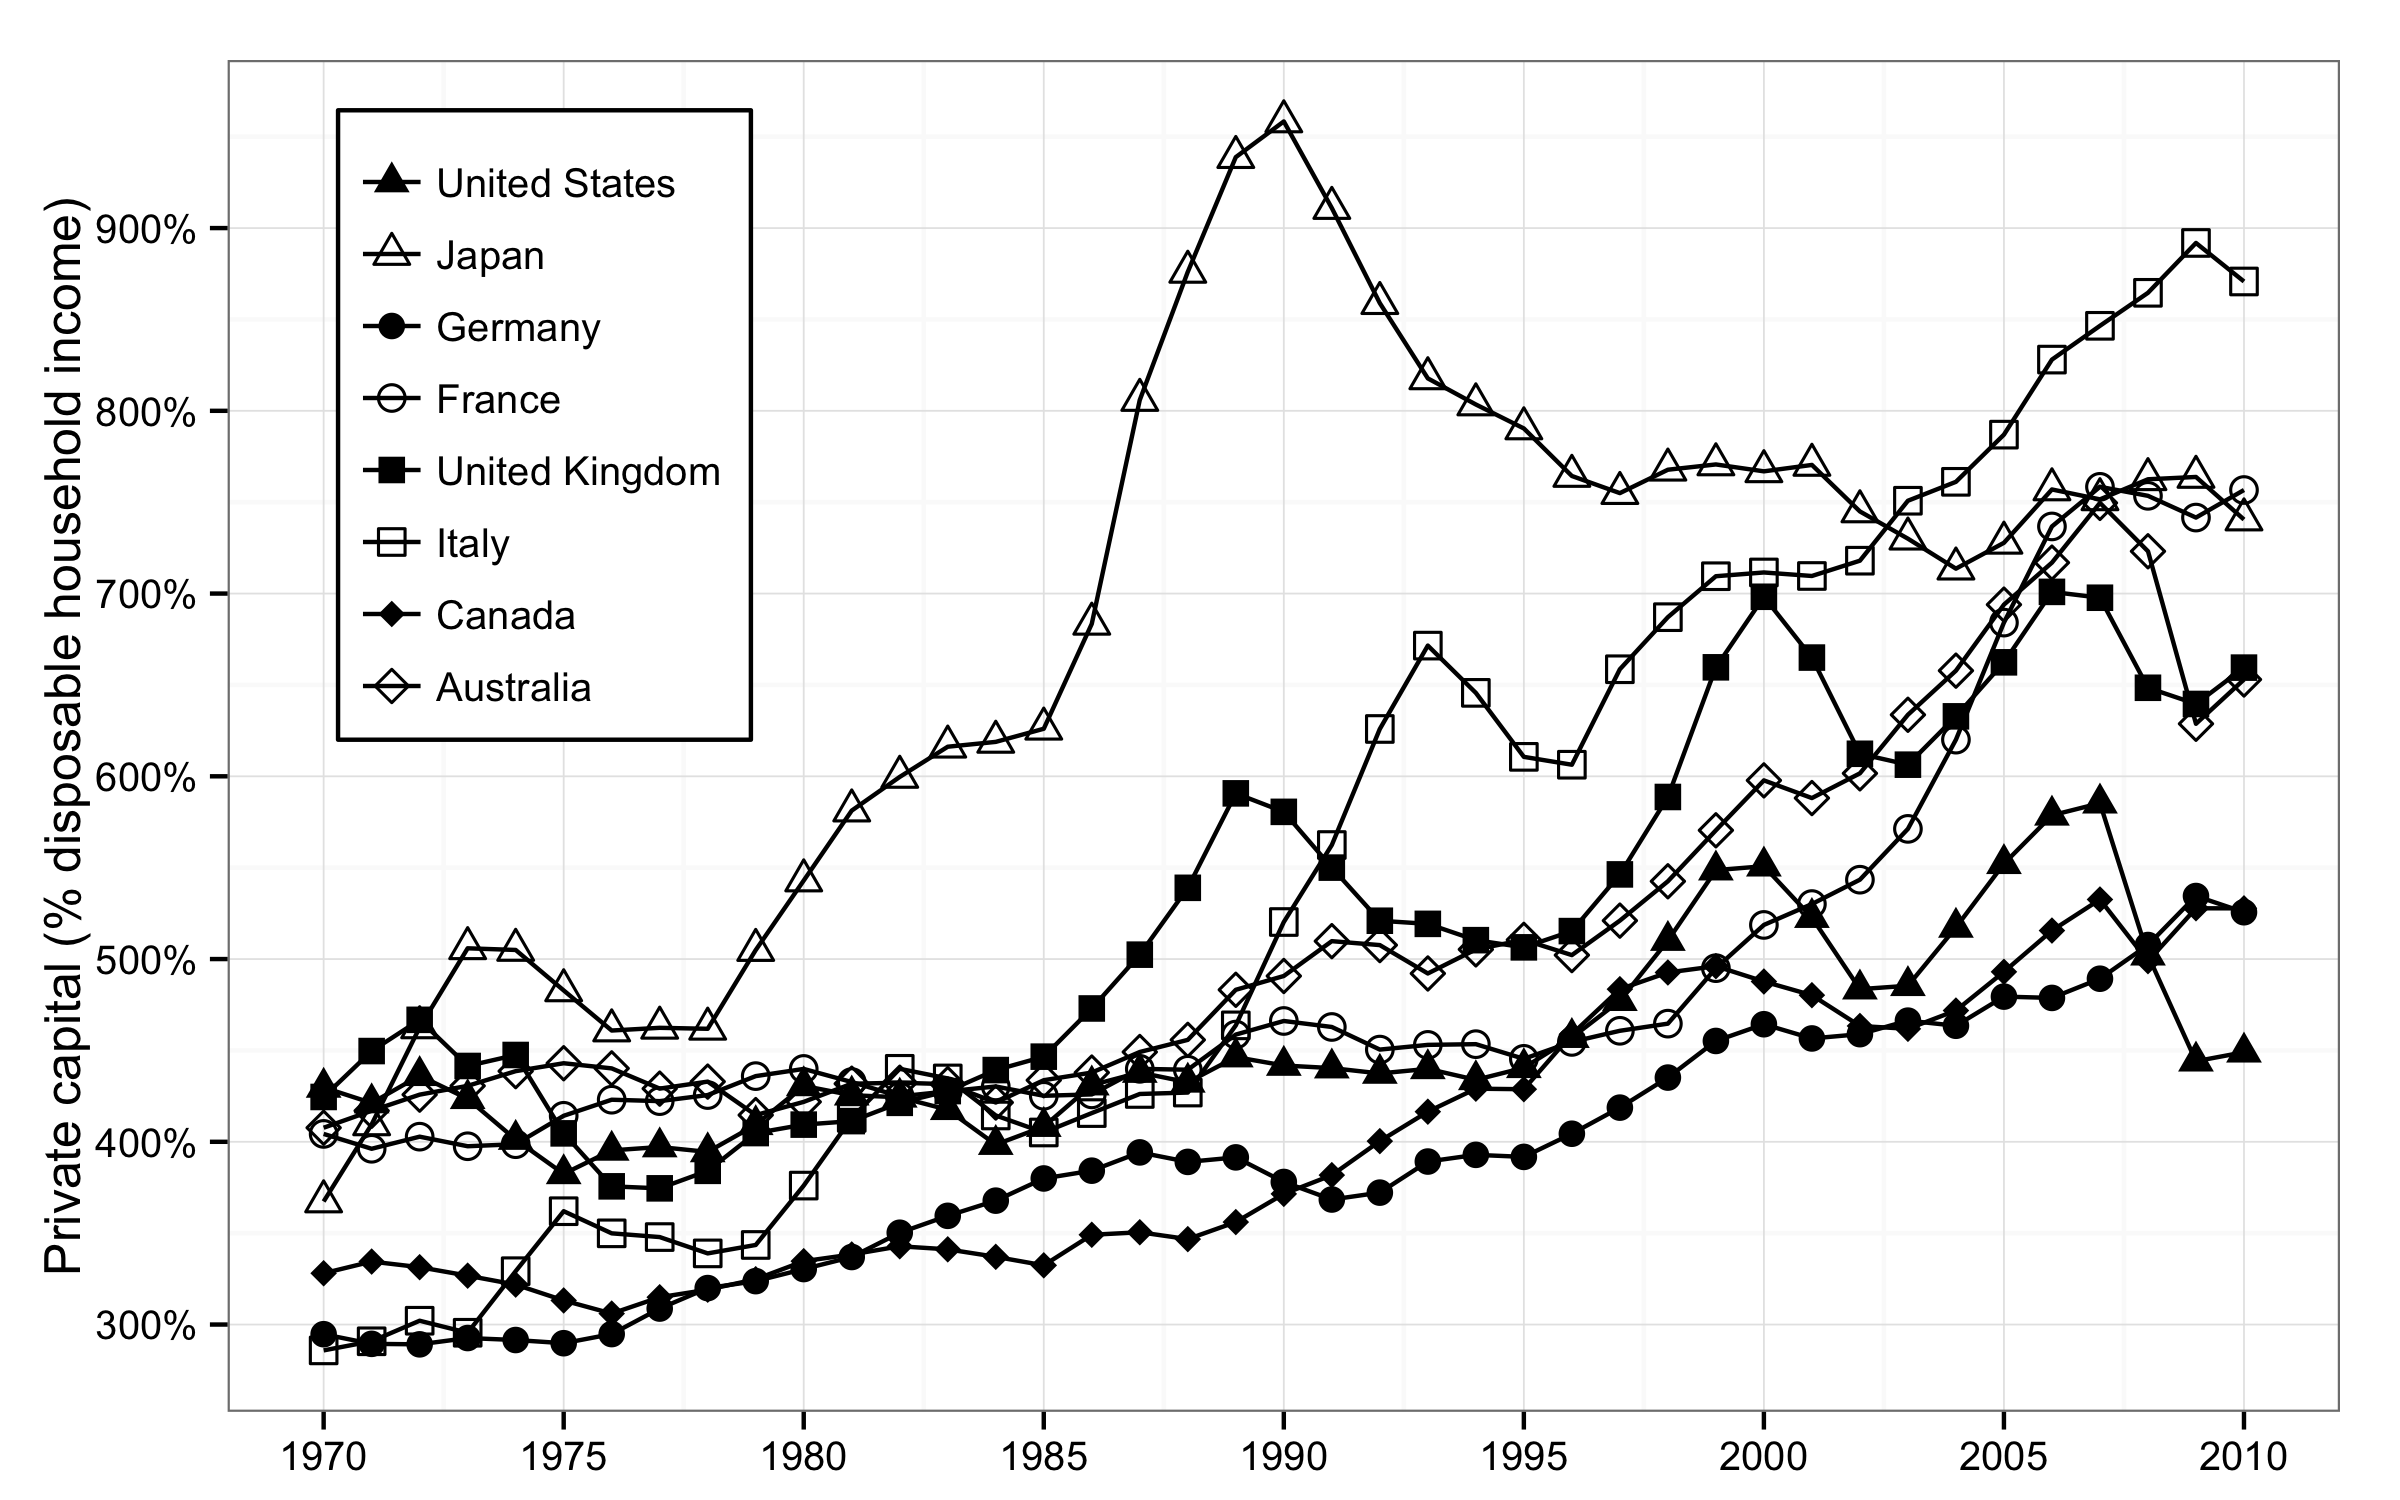 Private capital (% disposable household income)
900%
800%
700%
600%
500%
400%
300%
United States
Japan
Germany
France
United Kingdom
Italy
Canada
Australia
1970 1975 1980 1985 1990 1995 2000 2005 2010